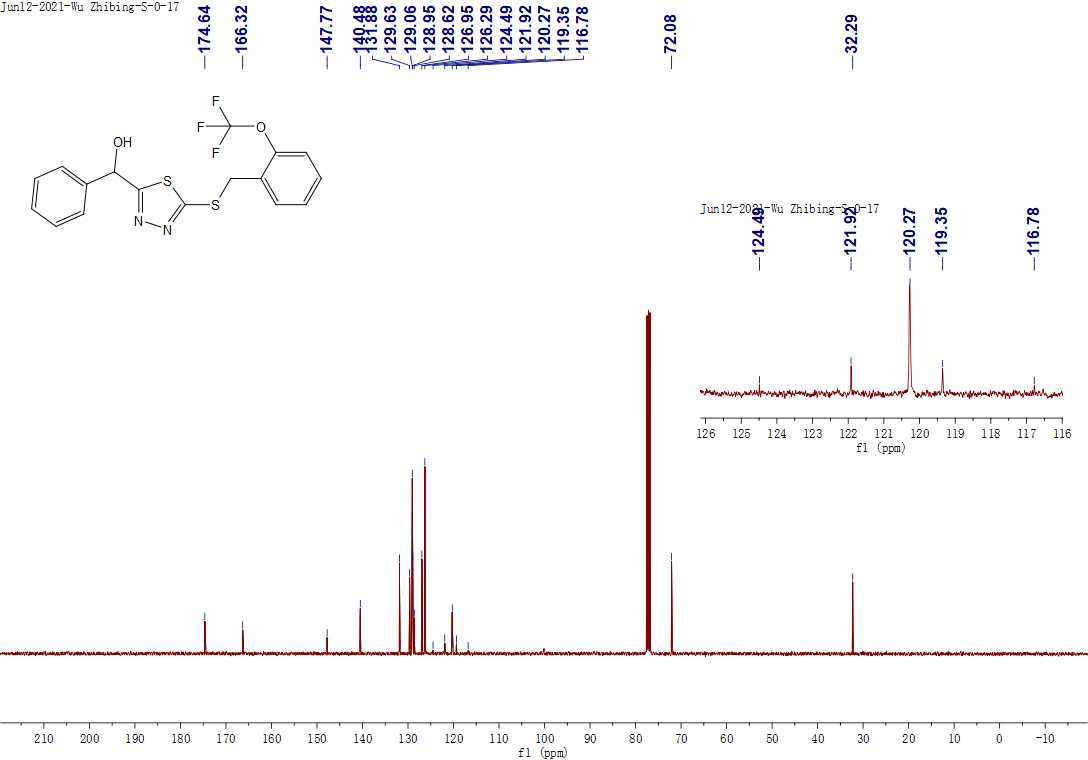 Jun12-2021-Wu Zhibing-S-O-17
174.64
166.32
147.77
140.48
131.88
129.63
129.06
128.95
128.62
126.95
126.29
124.49
121.92
120.27
119.35
116.78
72.08
32.29
F
F
F
O
OH
S
S
N
N
Jun12-2021-Wu Zhibing-S-O-17
124.49
121.92
120.27
119.35
116.78
126 125 124 123 122 121 120 119 118 117 116
f1 (ppm)
210 200 190 180 170 160 150 140 130 120 110 100 90 80 70 60 50 40 30 20 10 0 -10
f1 (ppm)